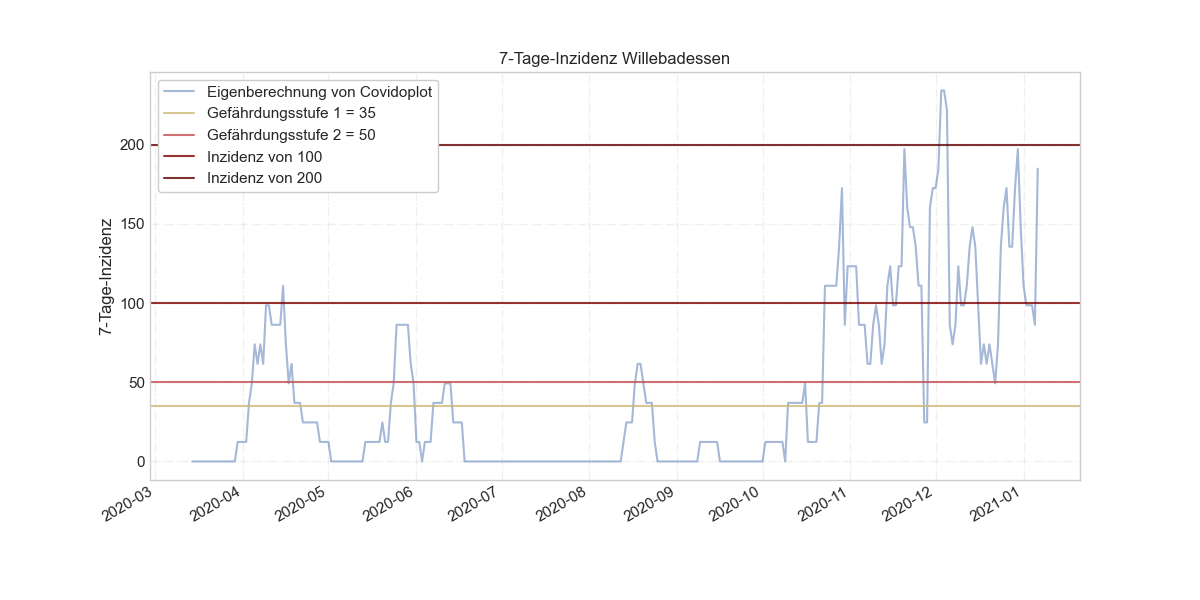 7-Tage-Inzidenz Willebadessen
Eigenberechnung von Covidoplot
Gefährdungsstufe 1 = 35
Gefährdungsstufe 2 = 50
Inzidenz von 100
Inzidenz von 200
7-Tage-Inzidenz
200
150
100
50
0
2020-03
2020-04
2020-05
2020-06
2020-07
2020-08
2020-09
2020-10
2020-11
2020-12
2021-01